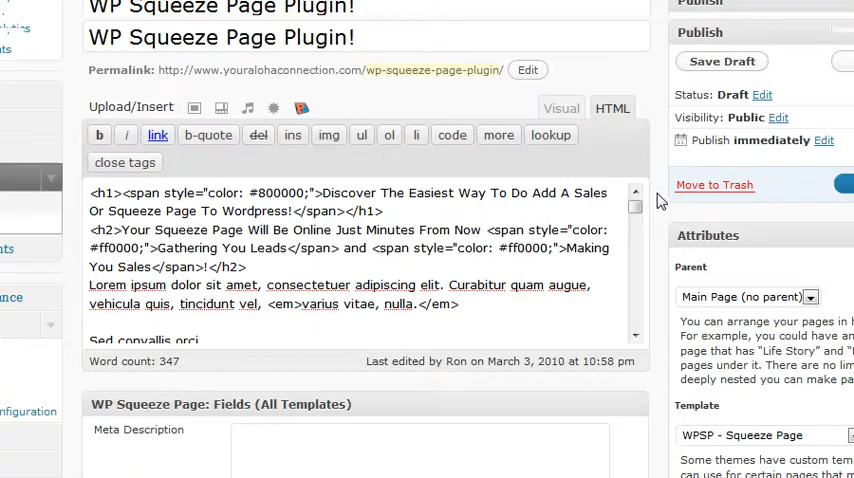 Publish
WP Squeeze Page Plugin!
WP Squeeze Page Plugin!
Publish
Permalink: http://www.youralohaconnection.com/wp-squeeze-page-plugin/ Edit
Save Draft
Upload/Insert
Visual HTML
Status: Draft Edit
b i link b-quote del ins img ul ol li code more lookup
Visibility: Public Edit
Publish immediately Edit
close tags
Move to Trash
<h1><span style="color: #800000;">Discover The Easiest Way To Do Add A Sales
Or Squeeze Page To Wordpress!</span></h1>
<h2>Your Squeeze Page Will Be Online Just Minutes From Now <span style="color:
#ff0000;">Gathering You Leads</span> and <span style="color: #ff0000;">Making
You Sales</span>!</h2>
Lorem ipsum dolor sit amet, consectetuer adipiscing elit. Curabitur quam augue,
vehicula quis, tincidunt vel, <em>varius vitae, nulla.</em>
Sed convallis orci
Attributes
Parent
Main Page (no parent)
You can arrange your pages in
For example, you could have an
page that has "Life Story" and
pages under it. There are no
deeply nested you can make
Word count: 347
Last edited by Ron on March 3, 2010 at 10:58 pm
WP Squeeze Page: Fields (All Templates)
Meta Description
Template
WPSP - Squeeze Page
Some themes have custom
can use for certain pages that